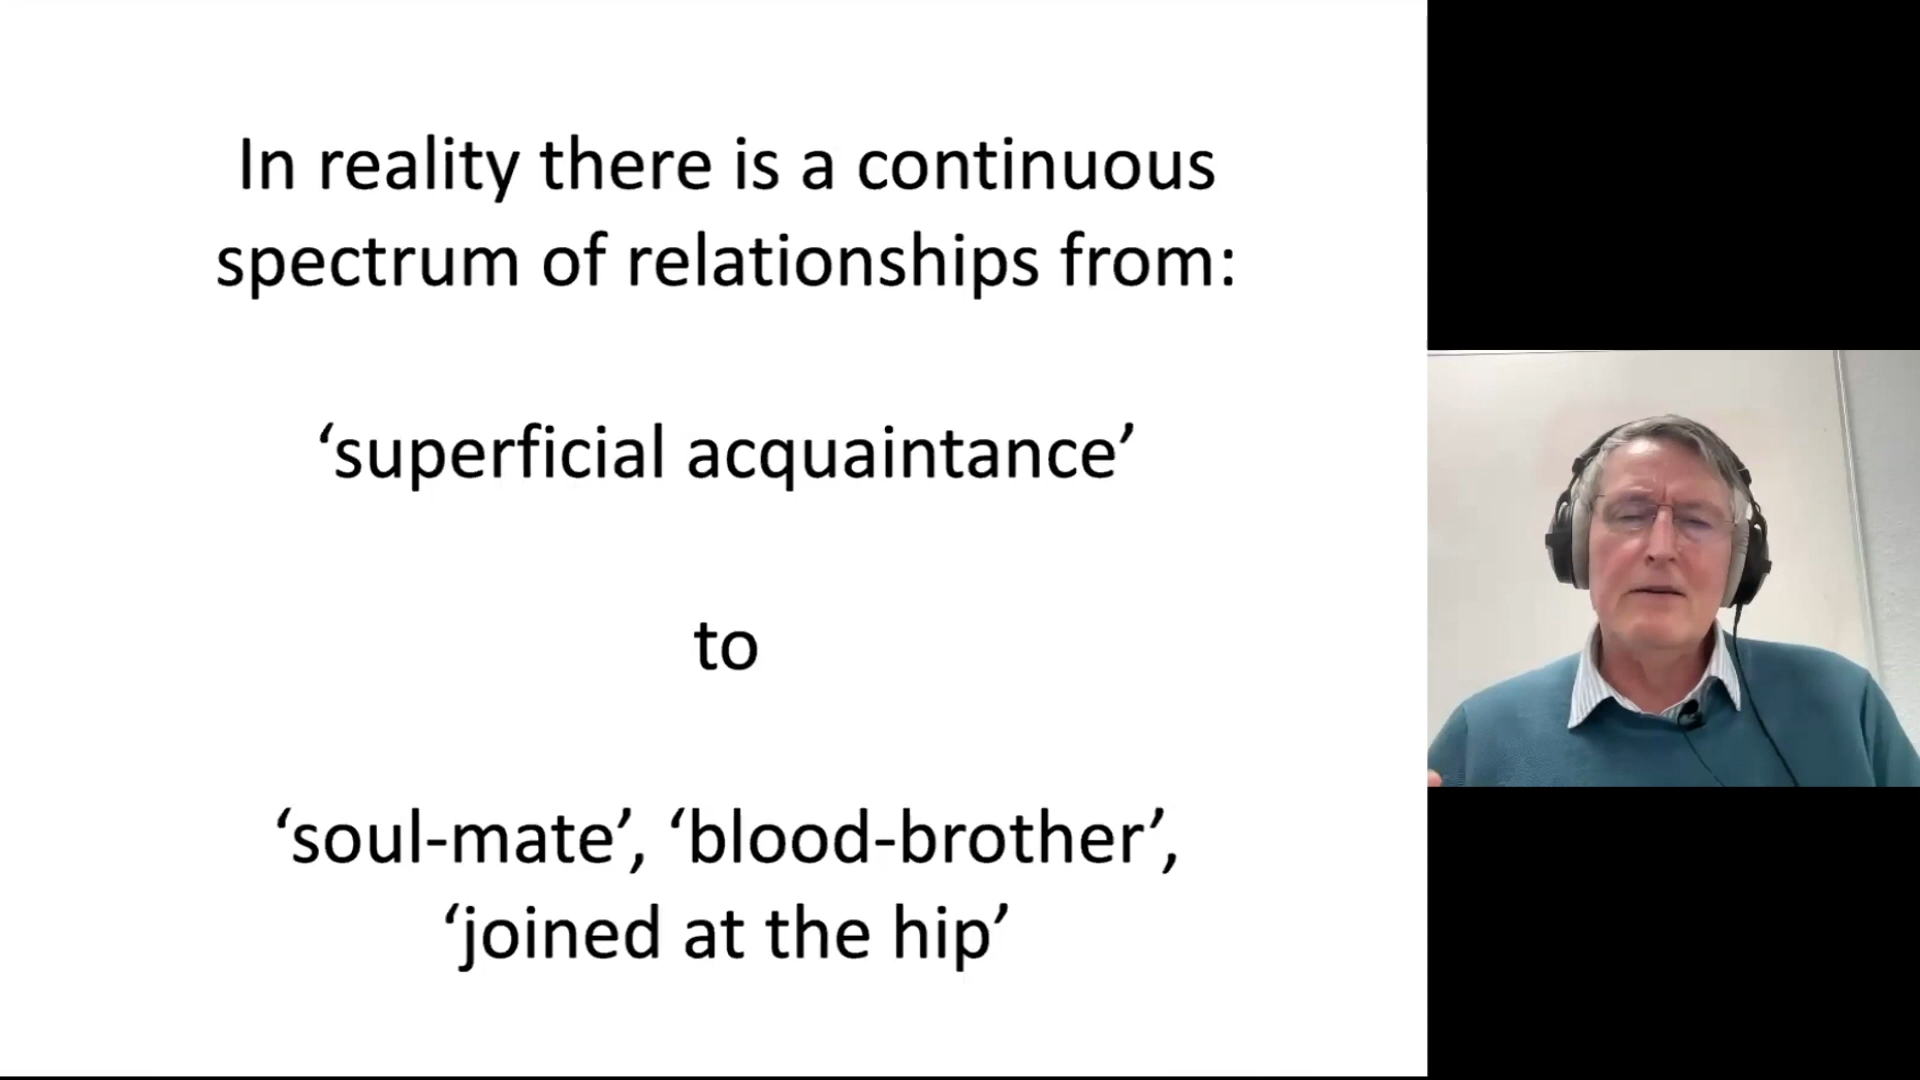 In reality there is a continuous
spectrum of relationships from:
‘superficial acquaintance’
to
‘soul-mate’, ‘blood-brother’,
‘joined at the hip’